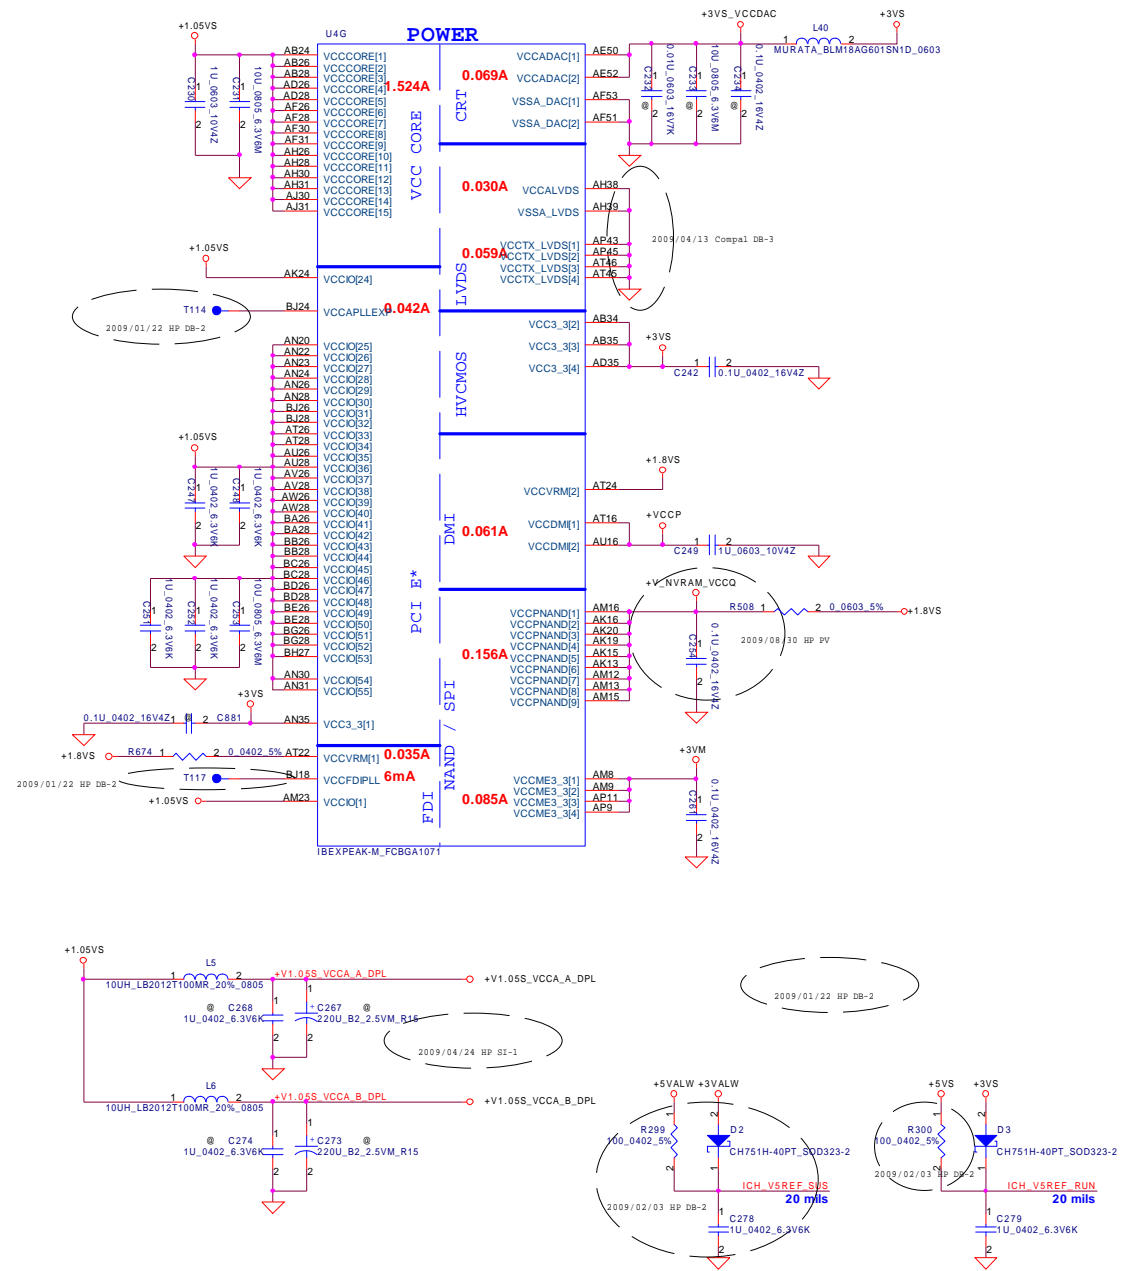 +1.05VS
U4G
POWER
+3VS_VCCDAC
L40
+3VS
1 2
MURATA_BLM18AG601SN1D_0603
C230 1U_0603_10V4Z
C231 10U_0805_6.3V6M
AB24 VCCCORE[1]
AB26 VCCCORE[2]
AB28 VCCCORE[3]
AD26 VCCCORE[4]
AD28 VCCCORE[5]
AF26 VCCCORE[6]
AF28 VCCCORE[7]
AF30 VCCCORE[8]
AF31 VCCCORE[9]
AH26 VCCCORE[10]
AH28 VCCCORE[11]
AH30 VCCCORE[12]
AH31 VCCCORE[13]
AJ30 VCCCORE[14]
AJ31 VCCCORE[15]
1.524A
VCC CORE
0.069A
CRT
VCCADAC[1] AE50
VCCADAC[2] AE52
VSSA_DAC[1] AF53
VSSA_DAC[2] AF51
C232 @ 0.01U_0603_16V7K
C233 @ 10U_0805_6.3V6M
C234 @ 0.1U_0402_16V4Z
0.030A
VCCALVDS AH38
VSSA_LVDS AH39
0.059A
LVDS
VCCTX_LVDS[1] AP43
VCCTX_LVDS[2] AP45
VCCTX_LVDS[3] AT46
VCCTX_LVDS[4] AT45
2009/04/13 Compal DB-3
+1.05VS
AK24 VCCIO[24]
T114
BJ24 VCCAPLLEXP
0.042A
2009/01/22 HP DB-2
HVCMOS
VCC3_3[2] AB34
VCC3_3[3] AB35
VCC3_3[4] AD35
+3VS
C242 1 2 0.1U_0402_16V4Z
AN20 VCCIO[25]
AN22 VCCIO[26]
AN23 VCCIO[27]
AN24 VCCIO[28]
AN26 VCCIO[29]
AN28 VCCIO[30]
BJ26 VCCIO[31]
BJ28 VCCIO[32]
AT26 VCCIO[33]
AT28 VCCIO[34]
AU26 VCCIO[35]
AU28 VCCIO[36]
AV26 VCCIO[37]
AV28 VCCIO[38]
AW26 VCCIO[39]
AW28 VCCIO[40]
BA26 VCCIO[41]
BA28 VCCIO[42]
BB26 VCCIO[43]
BB28 VCCIO[44]
BC26 VCCIO[45]
BC28 VCCIO[46]
BD26 VCCIO[47]
BD28 VCCIO[48]
BE26 VCCIO[49]
BE28 VCCIO[50]
BG26 VCCIO[51]
BG28 VCCIO[52]
BH27 VCCIO[53]
AN30 VCCIO[54]
AN31 VCCIO[55]
PCI E*
+1.05VS
C247 1U_0402_6.3V6K
C248 1U_0402_6.3V6K
C251 1U_0402_6.3V6K
C252 1U_0402_6.3V6K
C253 10U_0805_6.3V6M
DMI
0.061A
+1.8VS
VCCVRM[2] AT24
VCCDMI[1] AT16
VCCDMI[2] AU16
+VCCP
C249 1 2 1U_0603_10V4Z
+V_NVRAM_VCCQ
R508 1 2 0_0603_5% +1.8VS
2009/08/30 HP PV
C254 0.1U_0402_16V4Z
0.156A
NAND / SPI
VCCPNAND[1] AM16
VCCPNAND[2] AK16
VCCPNAND[3] AK20
VCCPNAND[4] AK19
VCCPNAND[5] AK15
VCCPNAND[6] AK13
VCCPNAND[7] AM12
VCCPNAND[8] AM13
VCCPNAND[9] AM15
+3VS
0.1U_0402_16V4Z 1 @ 2 C881
AN35 VCC3_3[1]
+1.8VS R674 1 2 0_0402_5% AT22 VCCVRM[1]
0.035A
2009/01/22 HP DB-2
T117 BJ18 VCCFDIPLL
6mA
+1.05VS AM23 VCCIO[1]
FDI
0.085A
VCCME3_3[1] AM8
VCCME3_3[2] AM9
VCCME3_3[3] AP11
VCCME3_3[4] AP9
+3VM
C261 0.1U_0402_16V4Z
IBEXPEAK-M_FCBGA1071
+1.05VS
L5
1 2
10UH_LB2012T100MR_20%_0805
+V1.05S_VCCA_A_DPL
+V1.05S_VCCA_A_DPL
@ C268
1U_0402_6.3V6K
C267 @
220U_B2_2.5VM_R15
2009/04/24 HP SI-1
2009/01/22 HP DB-2
L6
1 2
10UH_LB2012T100MR_20%_0805
+V1.05S_VCCA_B_DPL
+V1.05S_VCCA_B_DPL
@ C274
1U_0402_6.3V6K
C273 @
220U_B2_2.5VM_R15
+5VALW +3VALW
R299
100_0402_5%
D2
CH751H-40PT_SOD323-2
ICH_V5REF_SUS
20 mils
2009/02/03 HP DB-2
C278
1U_0402_6.3V6K
+5VS +3VS
R300
100_0402_5%
D3
CH751H-40PT_SOD323-2
2009/02/03 HP DB-2
ICH_V5REF_RUN
20 mils
C279
1U_0402_6.3V6K